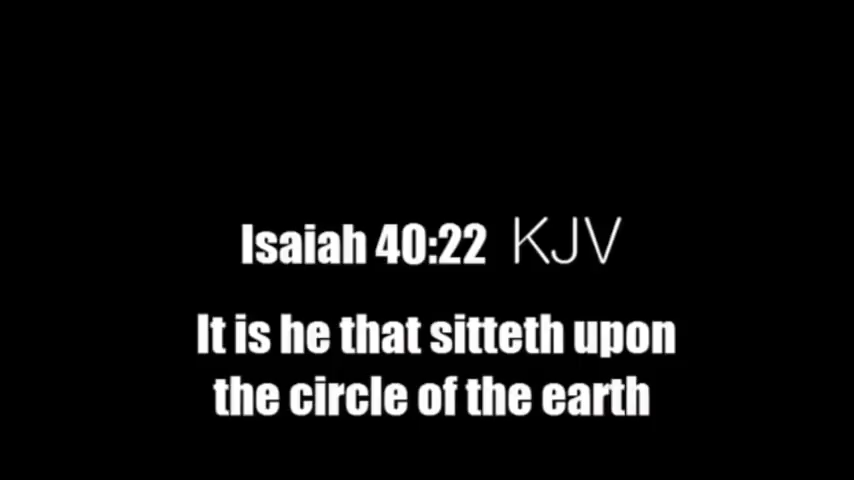 Isaiah 40:22 KJV
It is he that sitteth upon
the circle of the earth